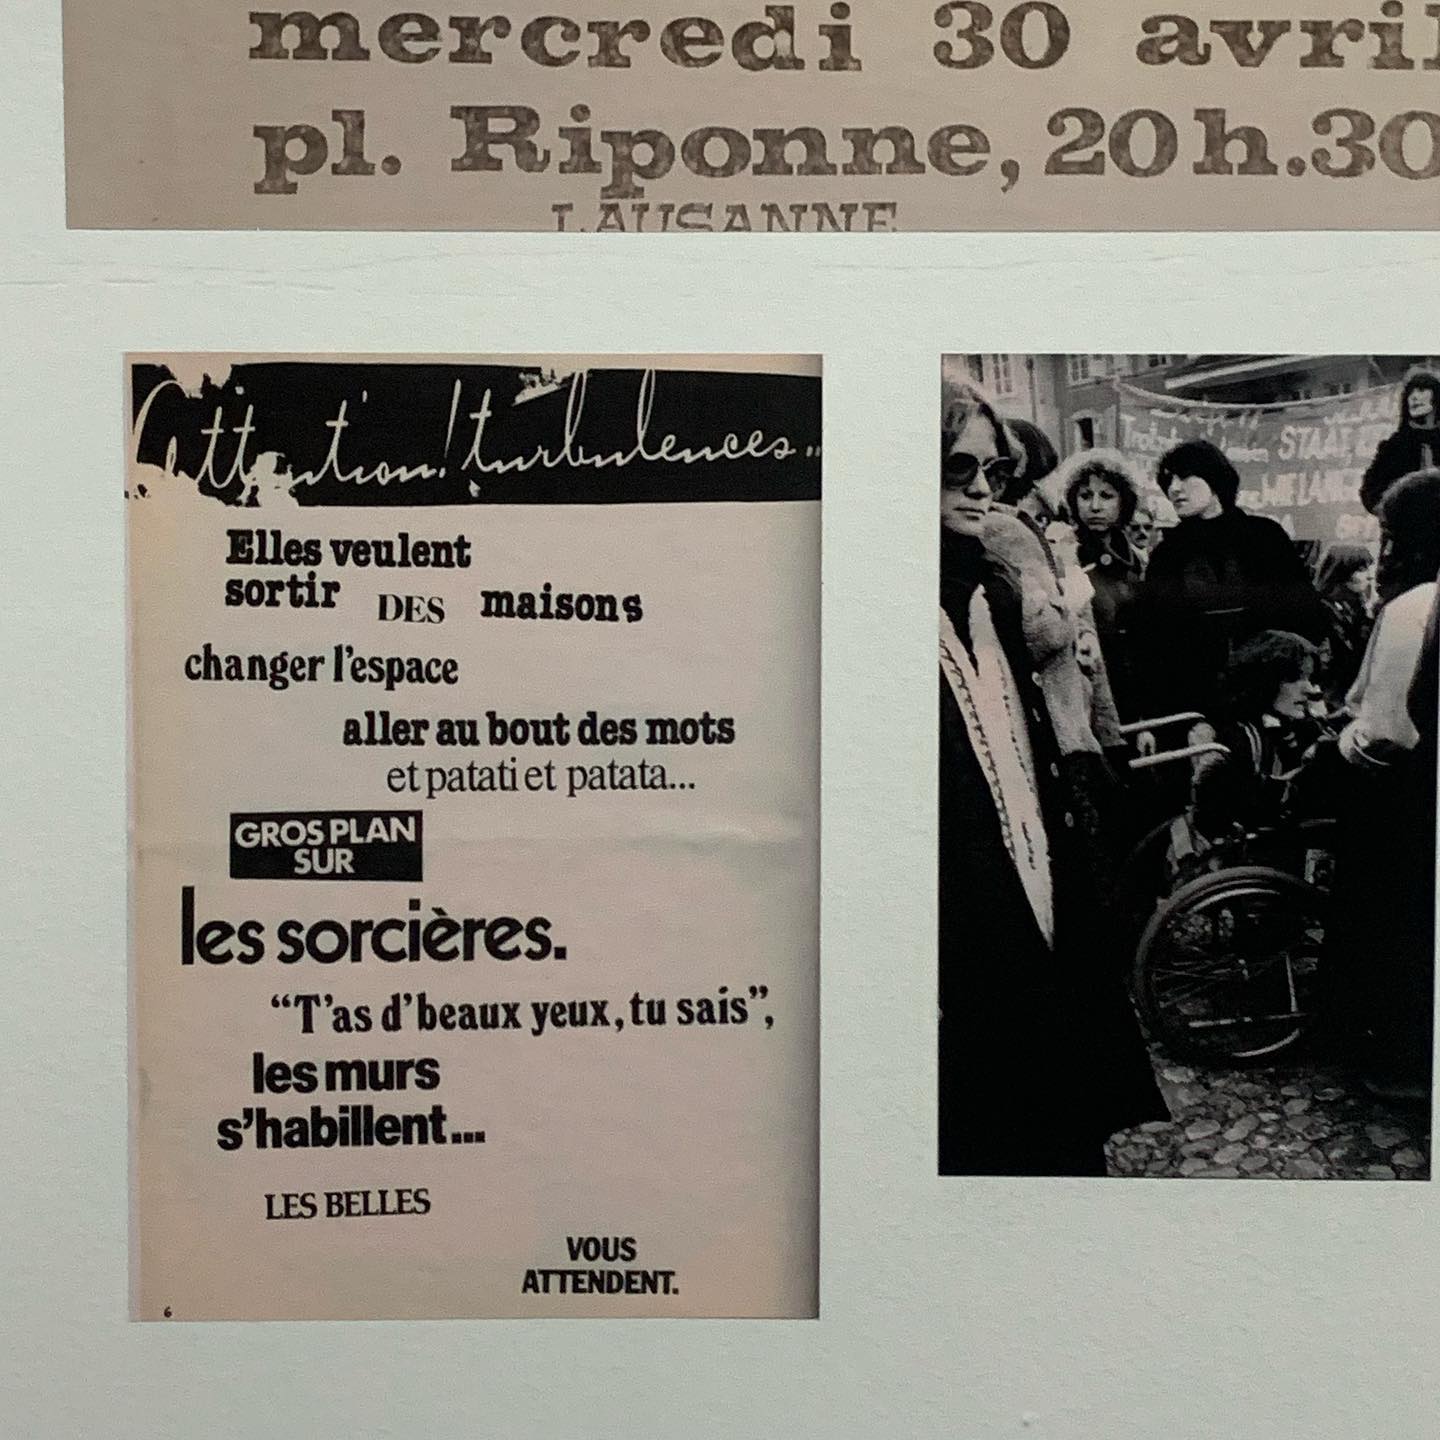 mercredi 30 avril
pl. Riponne, 20h.30
LAUSANNE
Attention! turbulences...
Elles veulent
sortir DES maisons
changer l'espace
aller au bout des mots
et patati et patata...
GROS PLAN
SUR
les sorcières.
"T'as d'beaux yeux, tu sais",
les murs
s'habillent...
LES BELLES
VOUS
ATTENDENT.
6
STAAT
LANGE